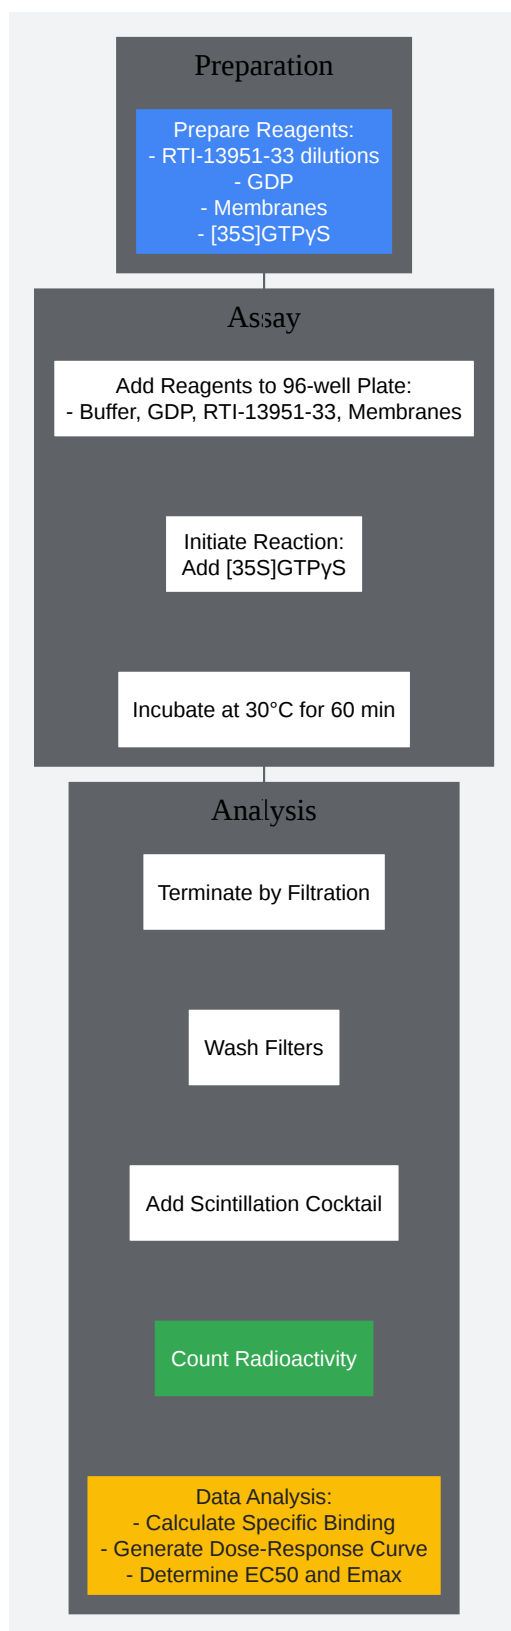 Preparation
Prepare Reagents:
- RTI-13951-33 dilutions
- GDP
- Membranes
- [35S]GTPγS
Assay
Add Reagents to 96-well Plate:
- Buffer, GDP, RTI-13951-33, Membranes
Initiate Reaction:
Add [35S]GTPγS
Incubate at 30°C for 60 min
Analysis
Terminate by Filtration
Wash Filters
Add Scintillation Cocktail
Count Radioactivity
Data Analysis:
- Calculate Specific Binding
- Generate Dose-Response Curve
- Determine EC50 and Emax